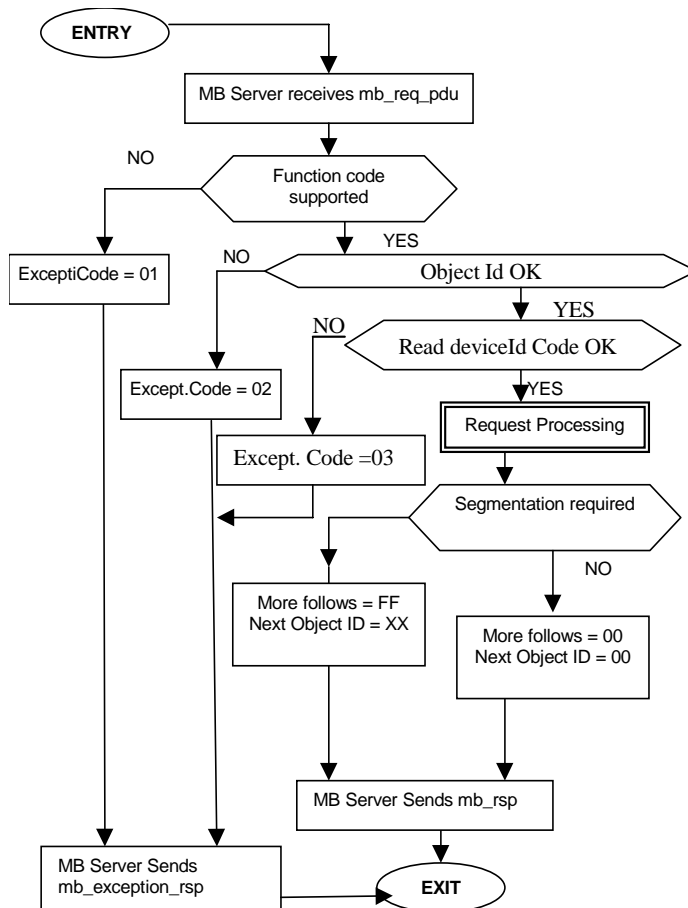 ENTRY
MB Server receives mb_req_pdu
NO
Function code
supported
YES
ExceptiCode = 01
NO
Object Id OK
YES
NO
Read deviceId Code OK
Except.Code = 02
YES
Request Processing
Except. Code =03
Segmentation required
NO
More follows = FF
Next Object ID = XX
More follows = 00
Next Object ID = 00
MB Server Sends mb_rsp
MB Server Sends
mb_exception_rsp
EXIT